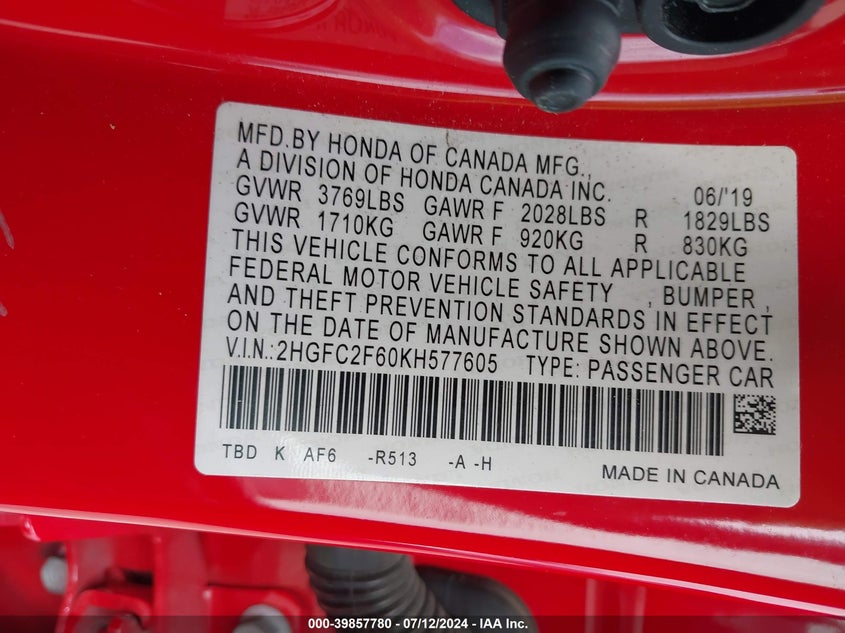 MFD.BY HONDA OF CANADA MFG.,
A DIVISION OF HONDA CANADA INC. 06/'19
GVWR 3769LBS GAWR F 2028LBS R 1829LBS
GVWR 1710KG GAWR F 920KG R 830KG
THIS VEHICLE CONFORMS TO ALL APPLICABLE
FEDERAL MOTOR VEHICLE SAFETY , BUMPER ,
AND THEFT PREVENTION STANDARDS IN EFFECT
ON THE DATE OF MANUFACTURE SHOWN ABOVE.
V.I.N.:2HGFC2F60KH577605 TYPE: PASSENGER CAR
TBD K AF6 -R513 -A -H
MADE IN CANADA
000-39857780 / 07/12/2024 - IAA Inc.